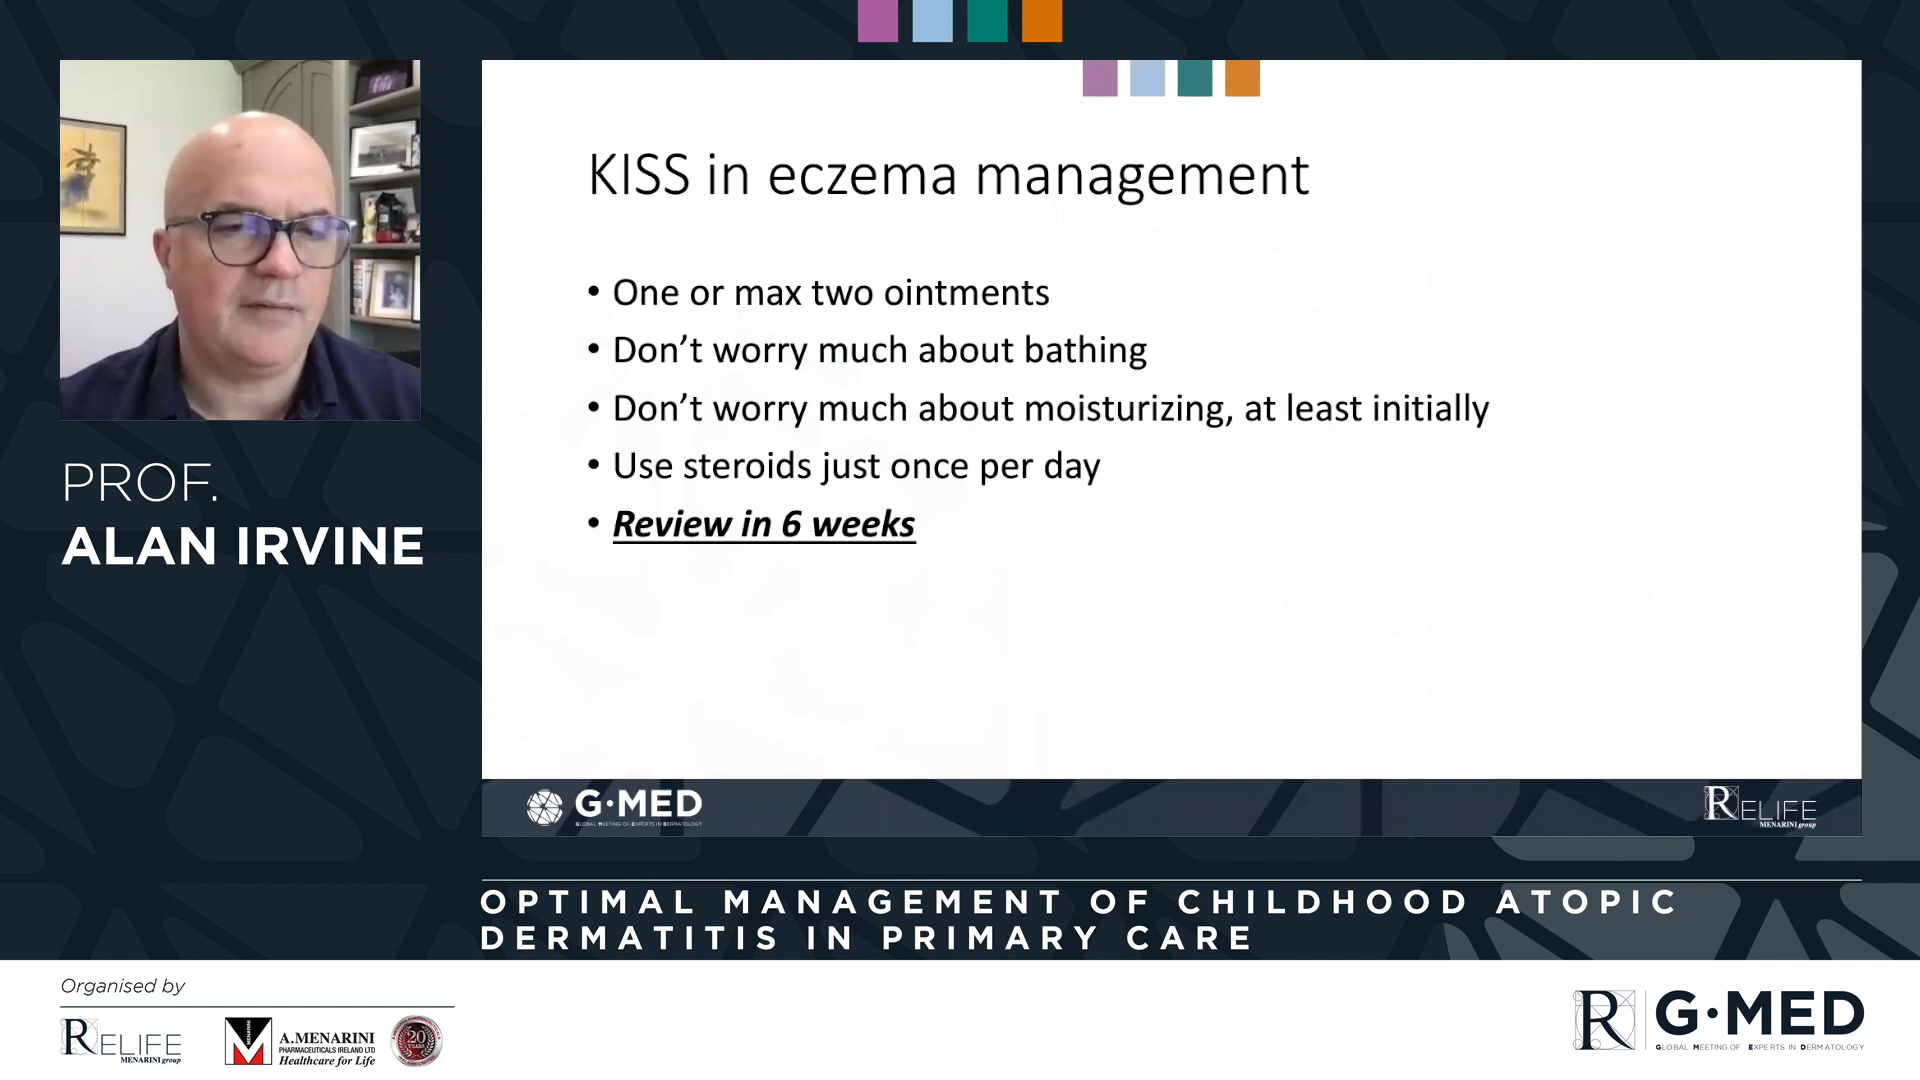 PROF.
ALAN IRVINE
KISS in eczema management
• One or max two ointments
• Don’t worry much about bathing
• Don’t worry much about moisturizing, at least initially
• Use steroids just once per day
• Review in 6 weeks
G·MED
GLOBAL MEETING OF EXPERTS IN DERMATOLOGY
RELIFE
MENARINI group
OPTIMAL MANAGEMENT OF CHILDHOOD ATOPIC
DERMATITIS IN PRIMARY CARE
Organised by
RELIFE
MENARINI group
MENARINI
A.MENARINI
PHARMACEUTICALS IRELAND LTD
Healthcare for Life
20
YEARS
R
G·MED
GLOBAL MEETING OF EXPERTS IN DERMATOLOGY